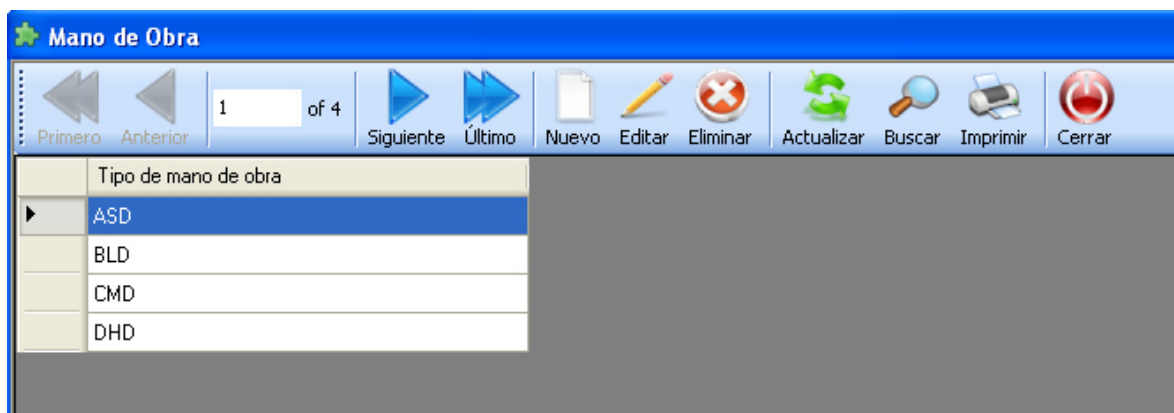 Mano de Obra
1 of 4
Primero Anterior Siguiente Último Nuevo Editar Eliminar Actualizar Buscar Imprimir Cerrar
Tipo de mano de obra
ASD
BLD
CMD
DHD